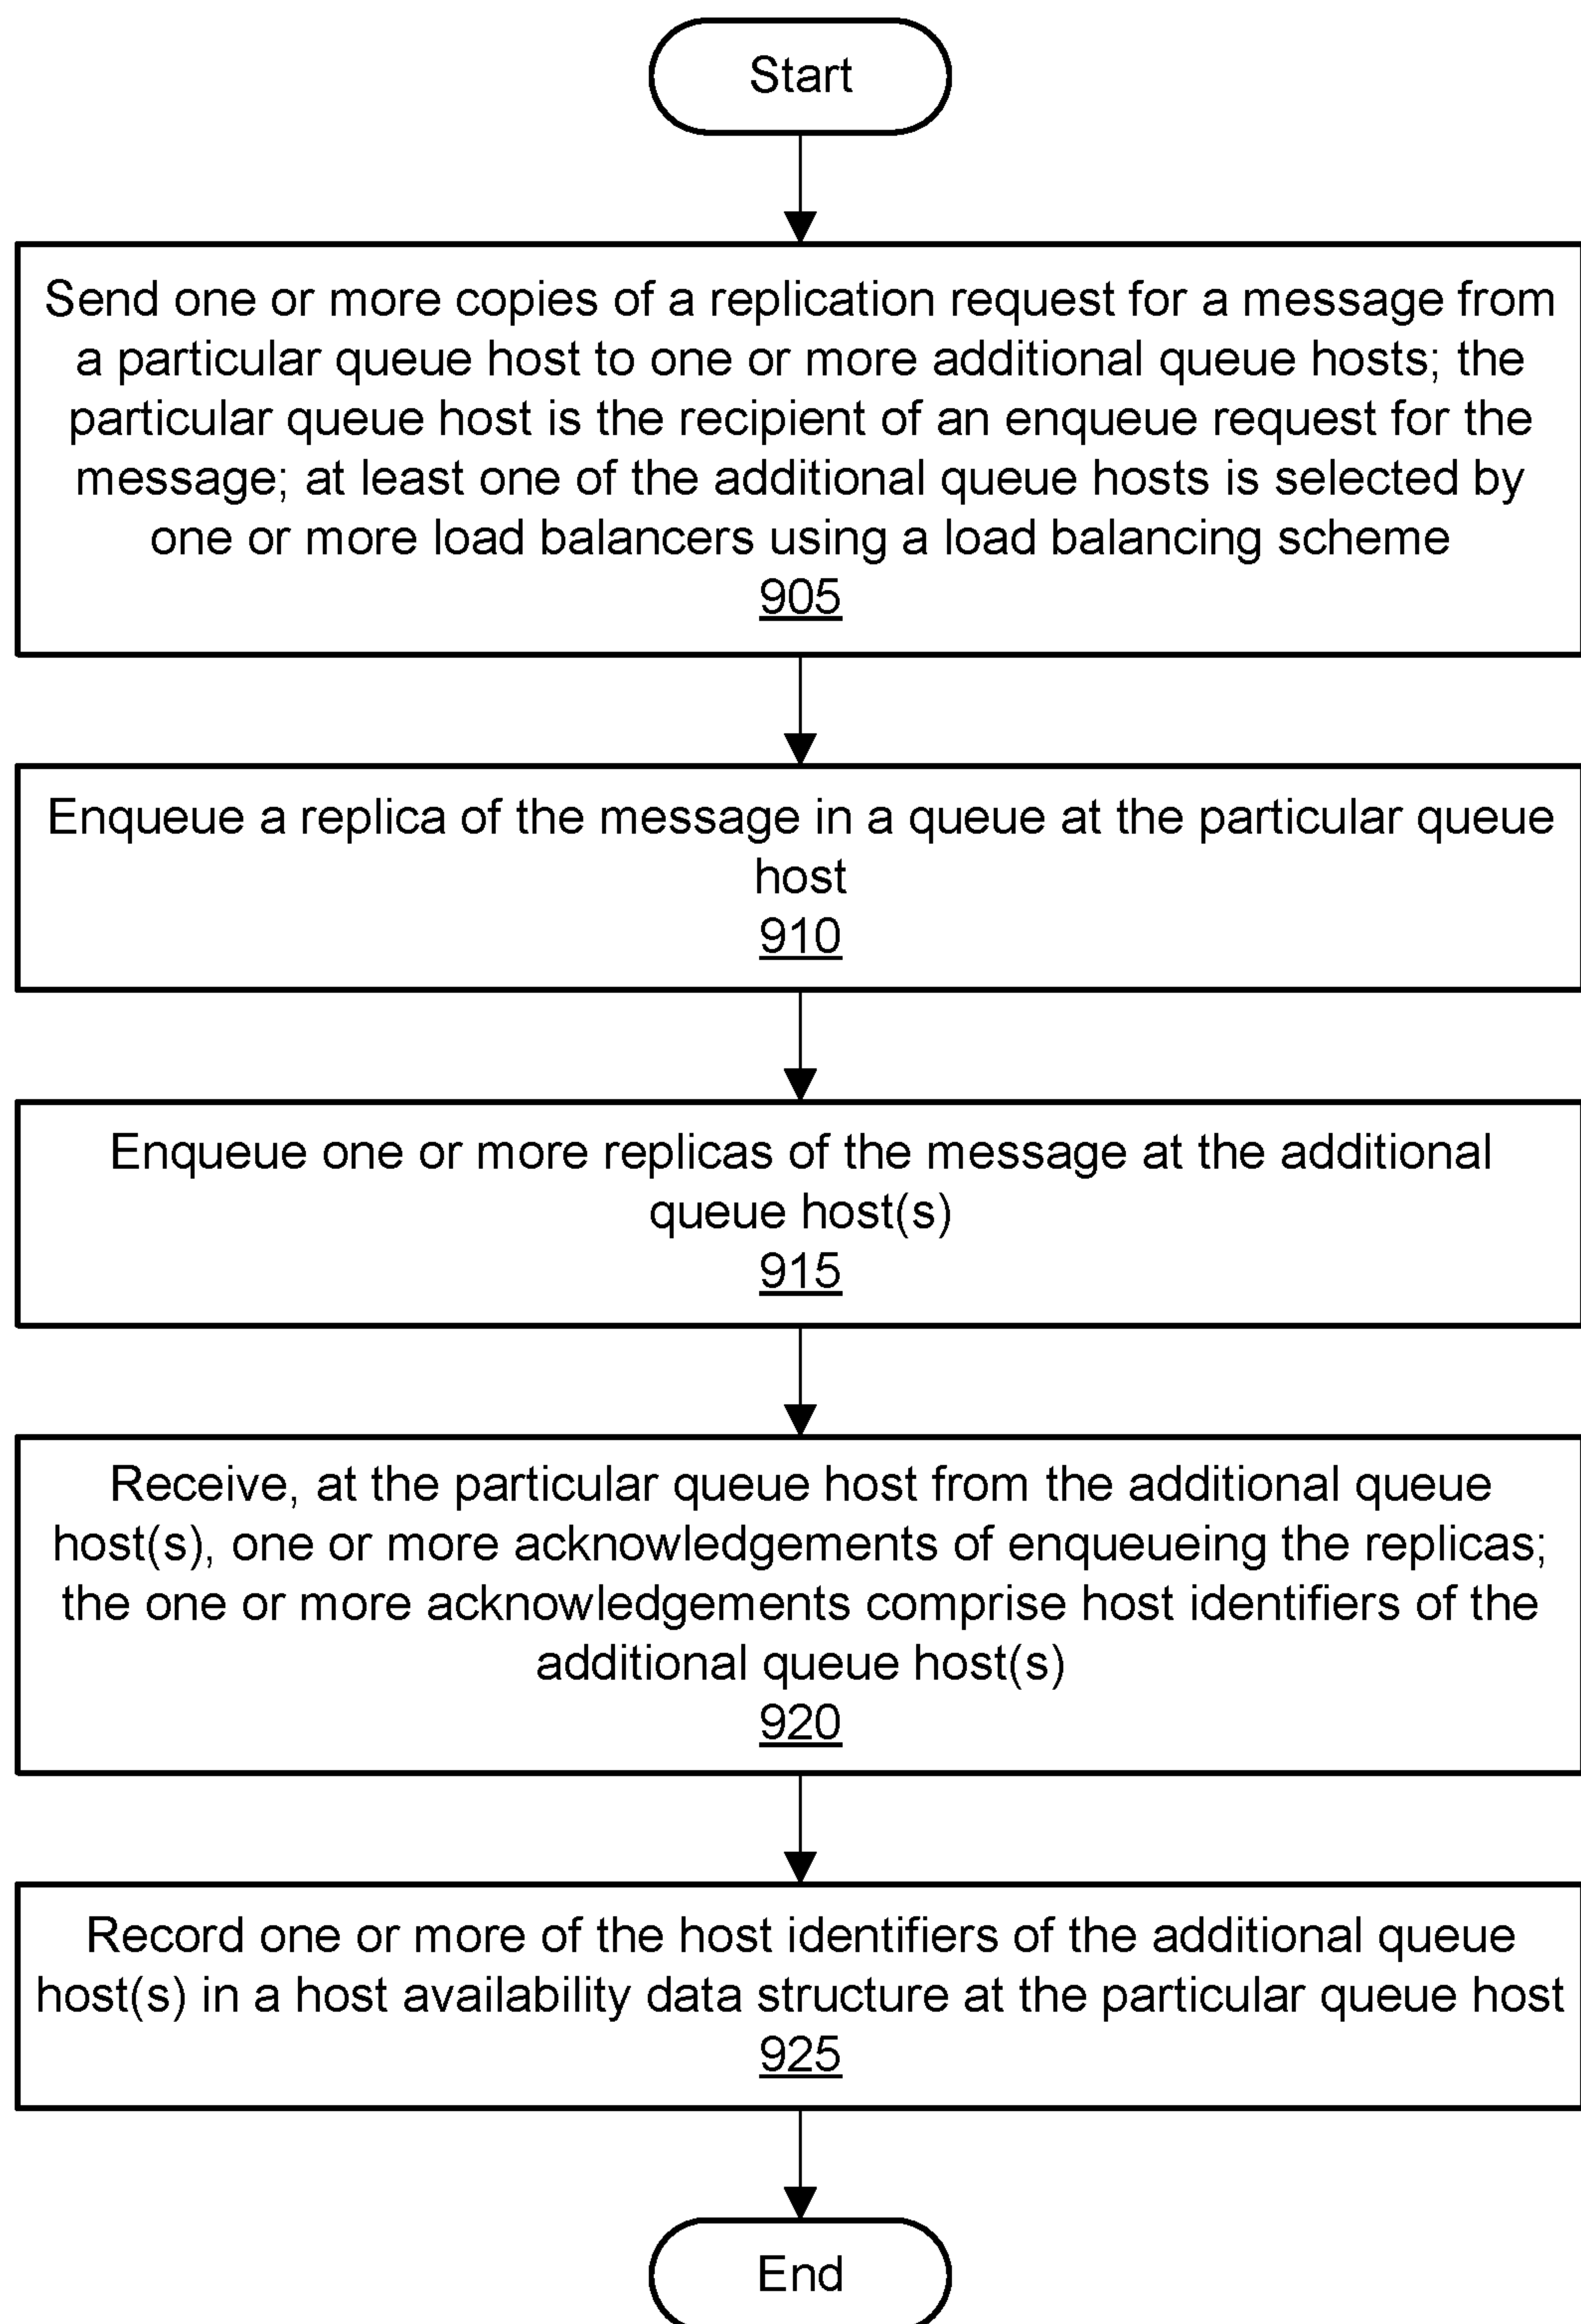 Start
Send one or more copies of a replication request for a message from
a particular queue host to one or more additional queue hosts; the
particular queue host is the recipient of an enqueue request for the
message; at least one of the additional queue hosts is selected by
one or more load balancers using a load balancing scheme
905
Enqueue a replica of the message in a queue at the particular queue
host
910
Enqueue one or more replicas of the message at the additional
queue host(s)
915
Receive, at the particular queue host from the additional queue
host(s), one or more acknowledgements of enqueueing the replicas;
the one or more acknowledgements comprise host identifiers of the
additional queue host(s)
920
Record one or more of the host identifiers of the additional queue
host(s) in a host availability data structure at the particular queue host
925
End